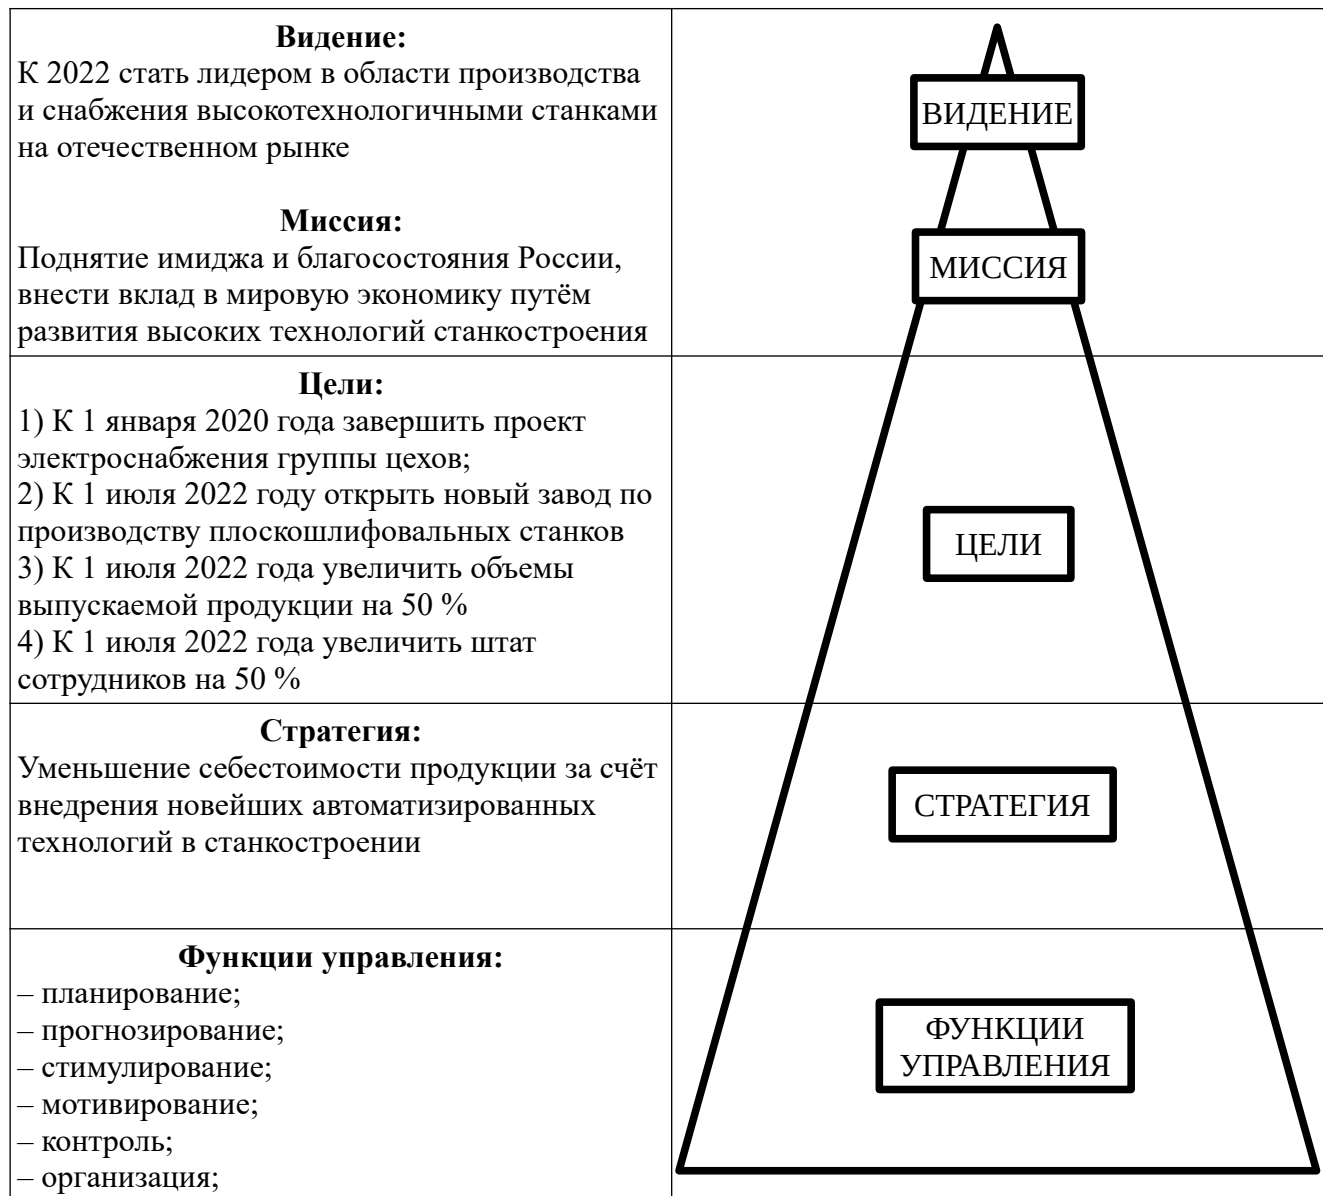 Видение:
К 2022 стать лидером в области производства
и снабжения высокотехнологичными станками
на отечественном рынке
Миссия:
Поднятие имиджа и благосостояния России,
внести вклад в мировую экономику путём
развития высоких технологий станкостроения
ВИДЕНИЕ
МИССИЯ
Цели:
1) К 1 января 2020 года завершить проект
электроснабжения группы цехов;
2) К 1 июля 2022 году открыть новый завод по
производству плоскошлифовальных станков
3) К 1 июля 2022 года увеличить объемы
выпускаемой продукции на 50 %
4) К 1 июля 2022 года увеличить штат
сотрудников на 50 %
ЦЕЛИ
Стратегия:
Уменьшение себестоимости продукции за счёт
внедрения новейших автоматизированных
технологий в станкостроении
СТРАТЕГИЯ
Функции управления:
– планирование;
– прогнозирование;
– стимулирование;
– мотивирование;
– контроль;
– организация;
ФУНКЦИИ
УПРАВЛЕНИЯ